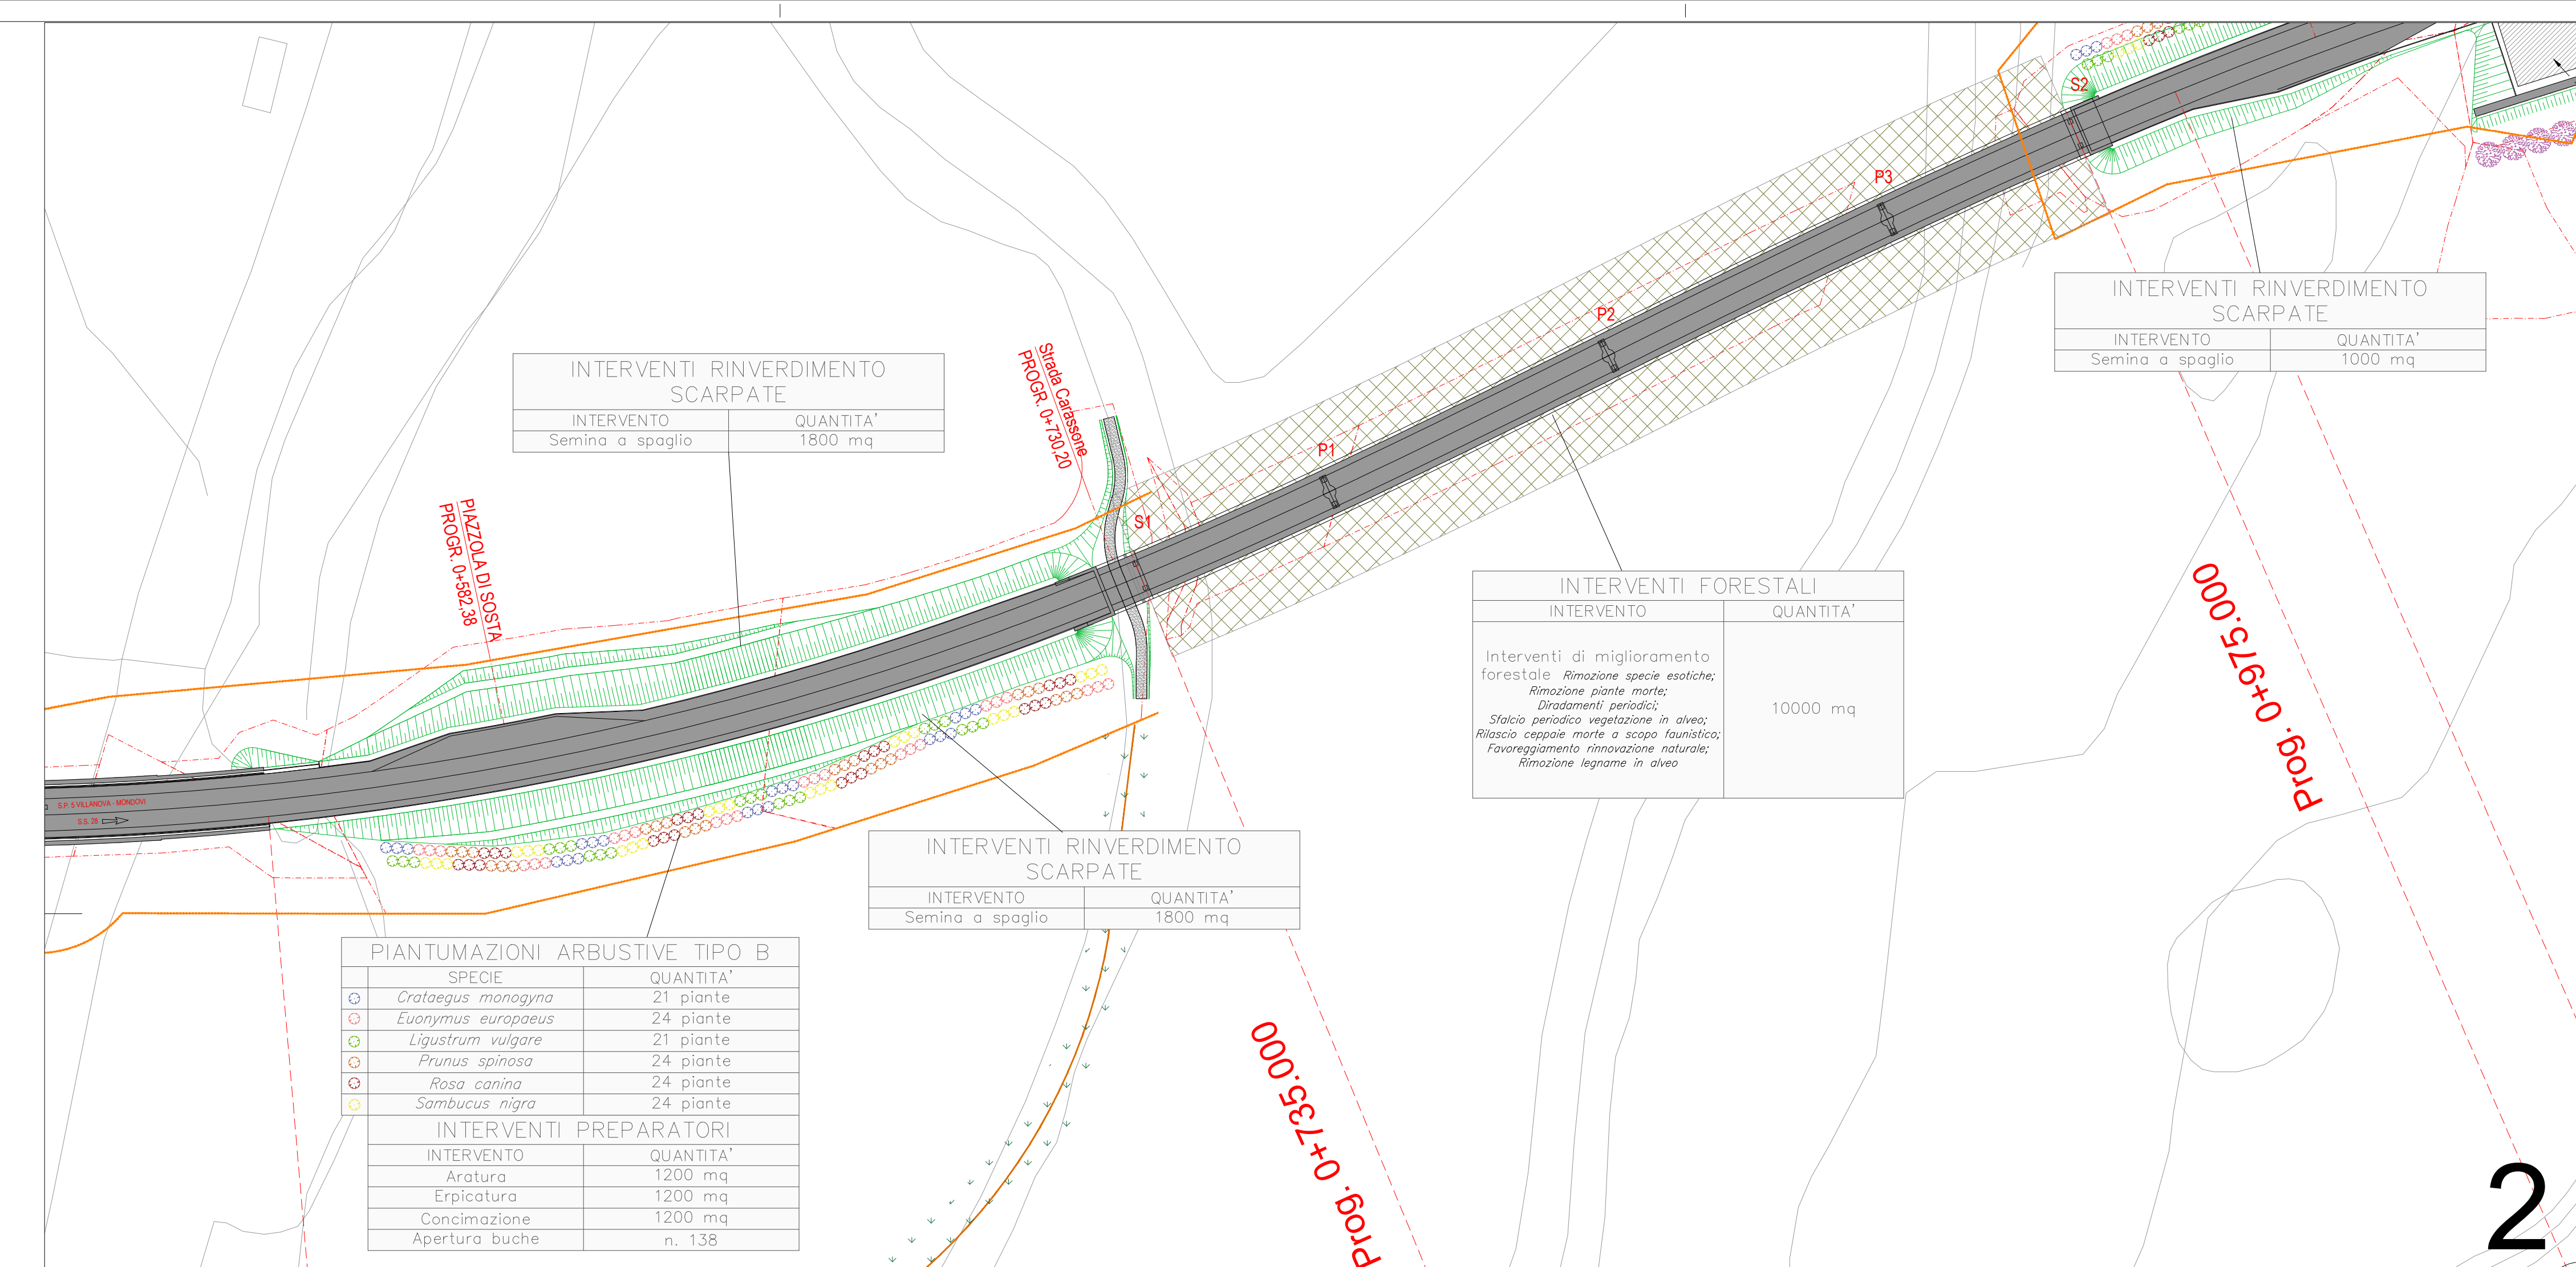 S2
P3
INTERVENTI RINVERDIMENTO
SCARPATE
INTERVENTO QUANTITA'
Semina a spaglio 1000 mq
P2
Strada Carassone
PROGR. 0+730,20
INTERVENTI RINVERDIMENTO
SCARPATE
INTERVENTO QUANTITA'
Semina a spaglio 1800 mq
P1
S1
PIAZZOLA DI SOSTA
PROGR. 0+582,38
INTERVENTI FORESTALI
INTERVENTO QUANTITA'
Interventi di miglioramento
forestale Rimozione specie esotiche;
Rimozione piante morte;
Diradamenti periodici;
Sfalcio periodico vegetazione in alveo;
Rilascio ceppaie morte a scopo faunistico;
Favoreggiamento rinnovazione naturale;
Rimozione legname in alveo
10000 mq
Prog. 0+975.000
S.P. 5 VILLANOVA - MONDOVI
S.S. 28
INTERVENTI RINVERDIMENTO
SCARPATE
INTERVENTO QUANTITA'
Semina a spaglio 1800 mq
PIANTUMAZIONI ARBUSTIVE TIPO B
SPECIE QUANTITA'
Crataegus monogyna 21 piante
Euonymus europaeus 24 piante
Ligustrum vulgare 21 piante
Prunus spinosa 24 piante
Rosa canina 24 piante
Sambucus nigra 24 piante
INTERVENTI PREPARATORI
INTERVENTO QUANTITA'
Aratura 1200 mq
Erpicatura 1200 mq
Concimazione 1200 mq
Apertura buche n. 138
Prog. 0+735.000
2